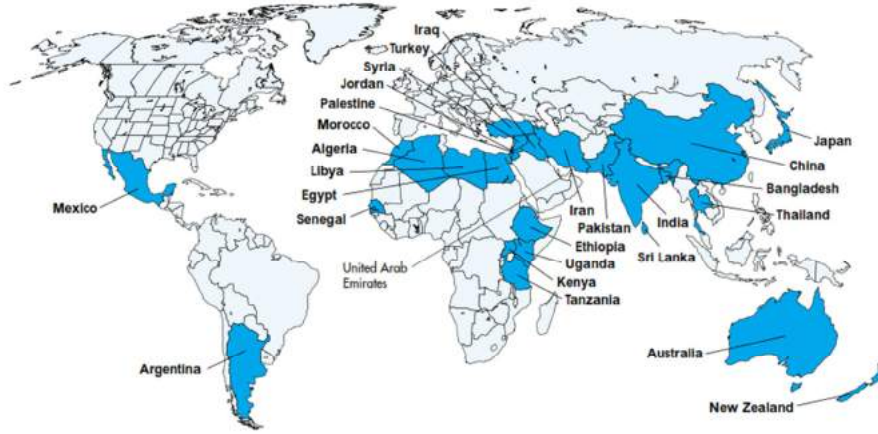 Iraq
Turkey
Syria
Jordan
Palestine
Morocco
Algeria
Libya
Egypt
Senegal
Mexico
United Arab
Emirates
Iran
Pakistan
Ethiopia
Uganda
Kenya
Tanzania
India
Sri Lanka
Japan
China
Bangladesh
Thailand
Argentina
Australia
New Zealand